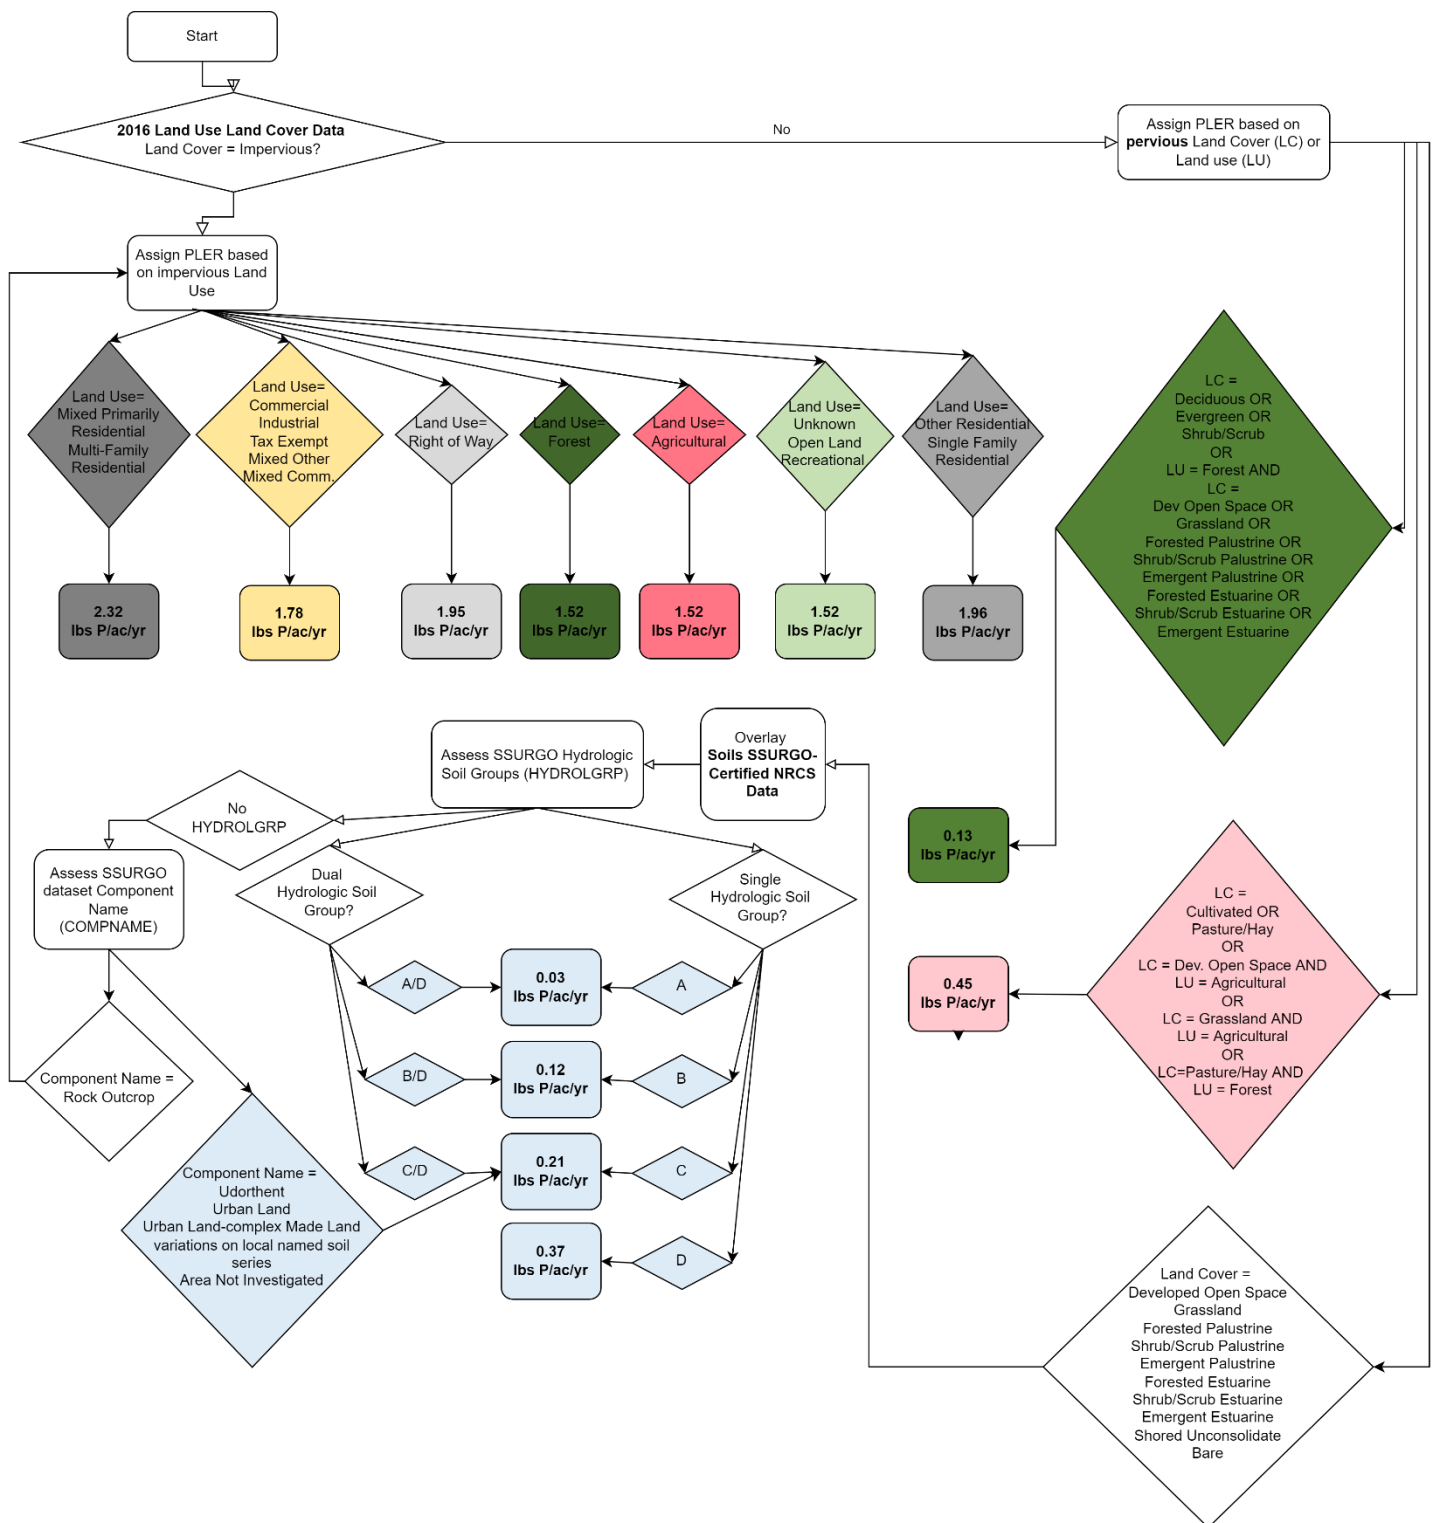 Start
2016 Land Use Land Cover Data
Land Cover = Impervious?
No
Assign PLER based on
pervious Land Cover (LC) or
Land use (LU)
Assign PLER based
on impervious Land
Use
Land Use=
Mixed Primarily
Residential
Multi-Family
Residential
Land Use=
Commercial
Industrial
Tax Exempt
Mixed Other
Mixed Comm.
Land Use=
Right of Way
Land Use=
Forest
Land Use=
Agricultural
Land Use=
Unknown
Open Land
Recreational
Land Use=
Other Residential
Single Family
Residential
2.32
lbs P/ac/yr
1.78
lbs P/ac/yr
1.95
lbs P/ac/yr
1.52
lbs P/ac/yr
1.52
lbs P/ac/yr
1.52
lbs P/ac/yr
1.96
lbs P/ac/yr
LC =
Deciduous OR
Evergreen OR
Shrub/Scrub
OR
LU = Forest AND
LC =
Dev Open Space OR
Grassland OR
Forested Palustrine OR
Shrub/Scrub Palustrine OR
Emergent Palustrine OR
Forested Estuarine OR
Shrub/Scrub Estuarine OR
Emergent Estuarine
0.13
lbs P/ac/yr
LC =
Cultivated OR
Pasture/Hay
OR
LC = Dev. Open Space AND
LU = Agricultural
OR
LC = Grassland AND
LU = Agricultural
OR
LC=Pasture/Hay AND
LU = Forest
0.45
lbs P/ac/yr
Land Cover =
Developed Open Space
Grassland
Forested Palustrine
Shrub/Scrub Palustrine
Emergent Palustrine
Forested Estuarine
Shrub/Scrub Estuarine
Emergent Estuarine
Shored Unconsolidate
Bare
Overlay
Soils SSURGO-
Certified NRCS
Data
Assess SSURGO Hydrologic
Soil Groups (HYDROLGRP)
No
HYDROLGRP
Assess SSURGO
dataset Component
Name
(COMPNAME)
Component Name =
Rock Outcrop
Component Name =
Udorthent
Urban Land
Urban Land-complex Made Land
variations on local named soil
series
Area Not Investigated
Dual
Hydrologic Soil
Group?
Single
Hydrologic Soil
Group?
A/D
0.03
lbs P/ac/yr
A
B/D
0.12
lbs P/ac/yr
B
C/D
0.21
lbs P/ac/yr
C
0.37
lbs P/ac/yr
D